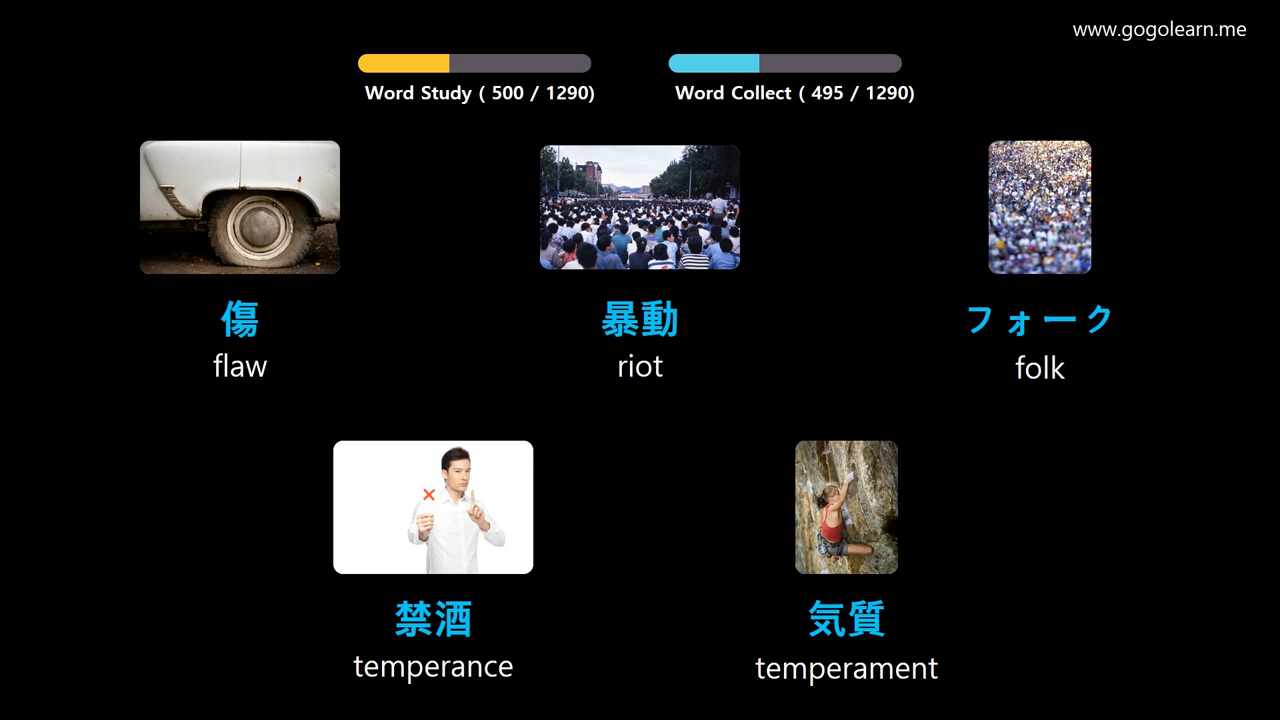 www.gogolearn.me
Word Study ( 500 / 1290)
Word Collect ( 495 / 1290)
傷
flaw
暴動
riot
フォーク
folk
禁酒
temperance
気質
temperament